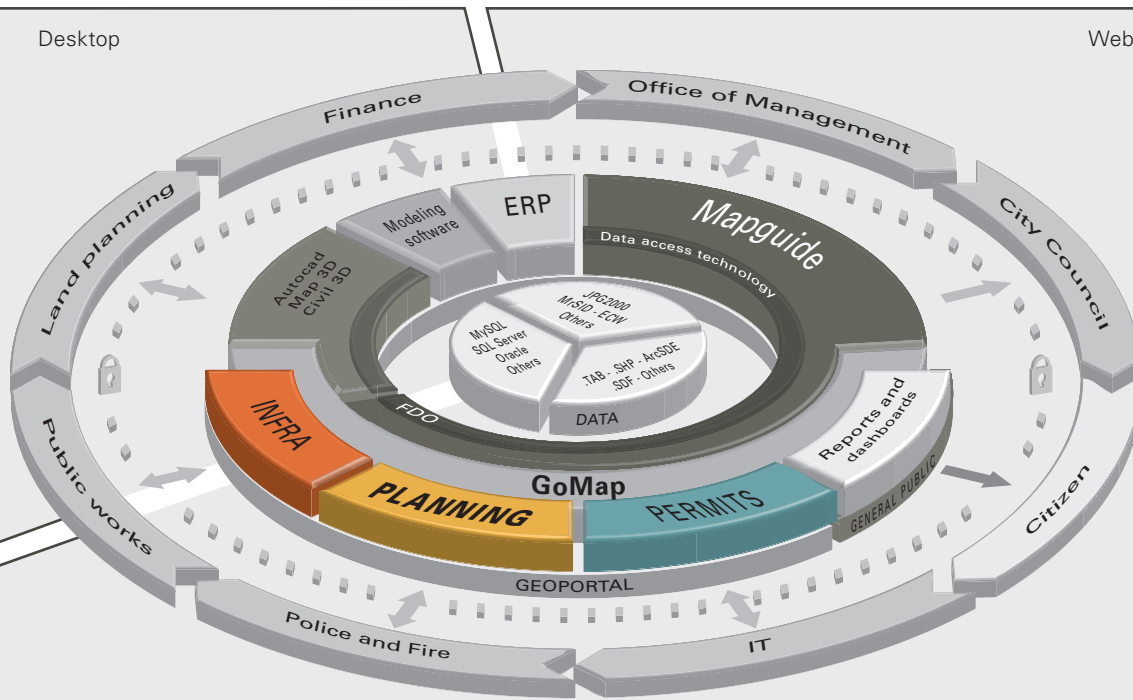 Desktop
Web
Finance
Office of Management
Land planning
City Council
Modeling
software
ERP
Mapguide
Data access technology
Autocad
Map 3D
Civil 3D
JPG2000
MrSID - ECW
Others
MySQL
SQL Server
Oracle
Others
.TAB - .SHP - ArcSDE
.SDF - Others
DATA
FDO
INFRA
PLANNING
GoMap
PERMITS
Reports and
dashboards
GENERAL PUBLIC
GEOPORTAL
Public works
Citizen
Police and Fire
IT